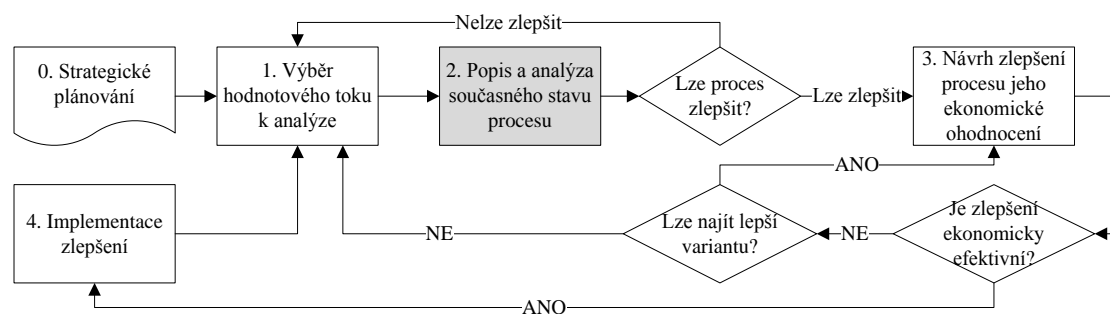 Nelze zlepšit
0. Strategické
plánování
1. Výběr
hodnotového toku
k analýze
2. Popis a analýza
současného stavu
procesu
Lze proces
zlepšit?
Lze zlepšit
3. Návrh zlepšení
procesu jeho
ekonomické
ohodnocení
ANO
4. Implementace
zlepšení
NE
Lze najít lepší
variantu?
NE
Je zlepšení
ekonomicky
efektivní?
ANO